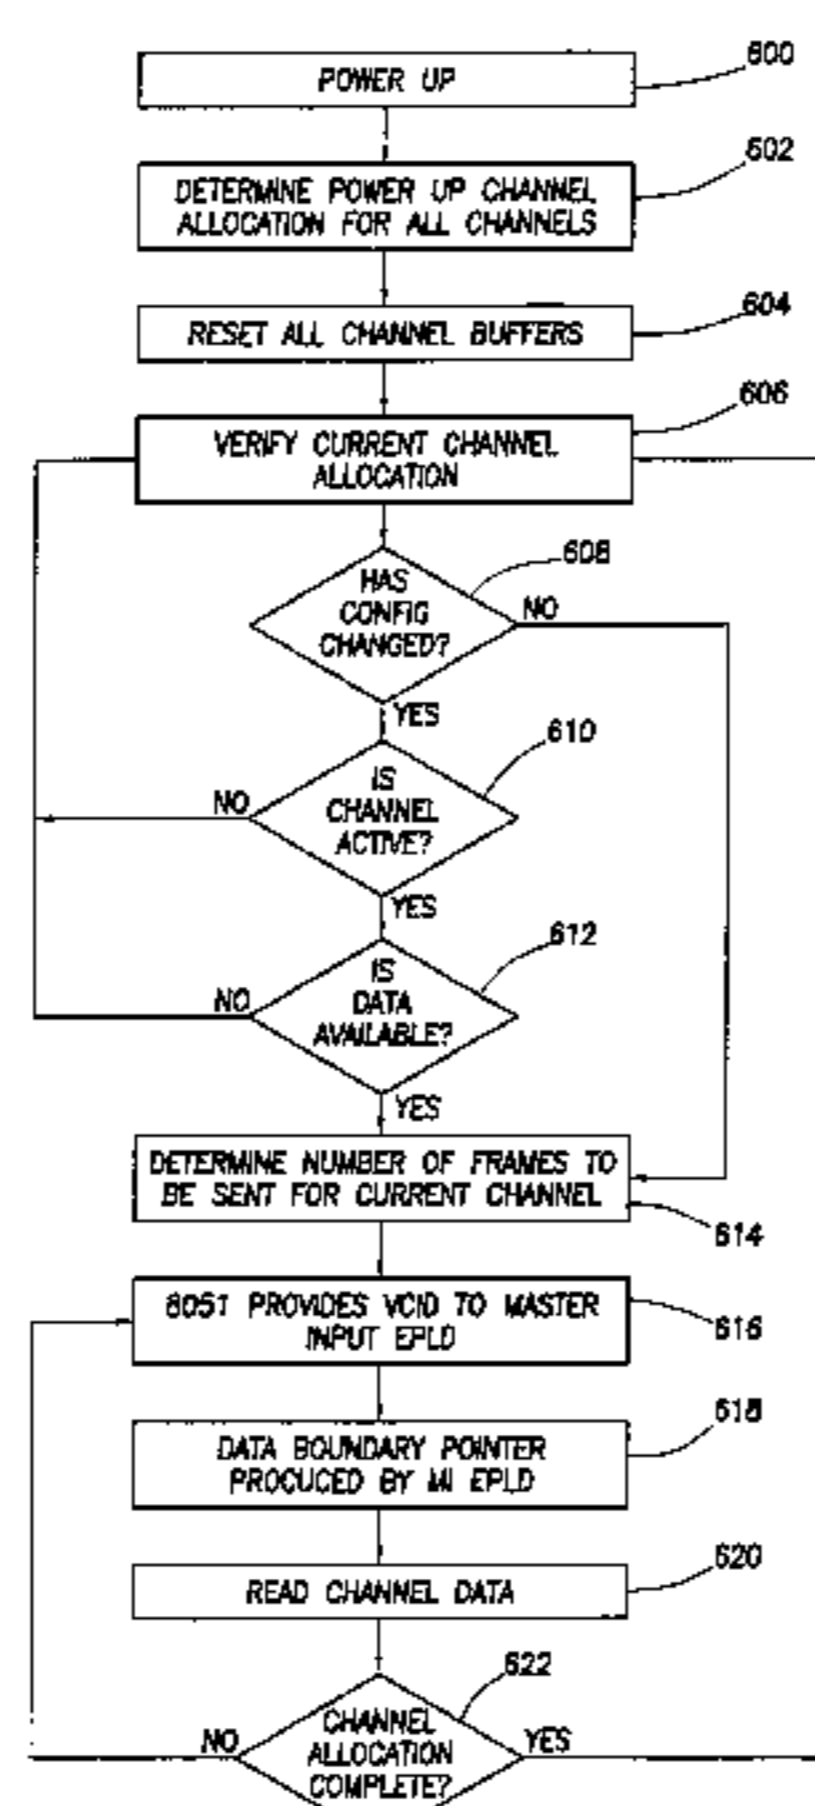 600
POWER UP
602
DETERMINE POWER UP CHANNEL
ALLOCATION FOR ALL CHANNELS
604
RESET ALL CHANNEL BUFFERS
606
VERIFY CURRENT CHANNEL
ALLOCATION
608
HAS
CONFIG
CHANGED?
NO
YES
610
IS
CHANNEL
ACTIVE?
NO
YES
612
IS
DATA
AVAILABLE?
NO
YES
DETERMINE NUMBER OF FRAMES TO
BE SENT FOR CURRENT CHANNEL
614
8051 PROVIDES VCID TO MASTER
INPUT EPLD
616
618
DATA BOUNDARY POINTER
PROCUCED BY MI EPLD
620
READ CHANNEL DATA
622
CHANNEL
ALLOCATION
COMPLETE?
NO
YES